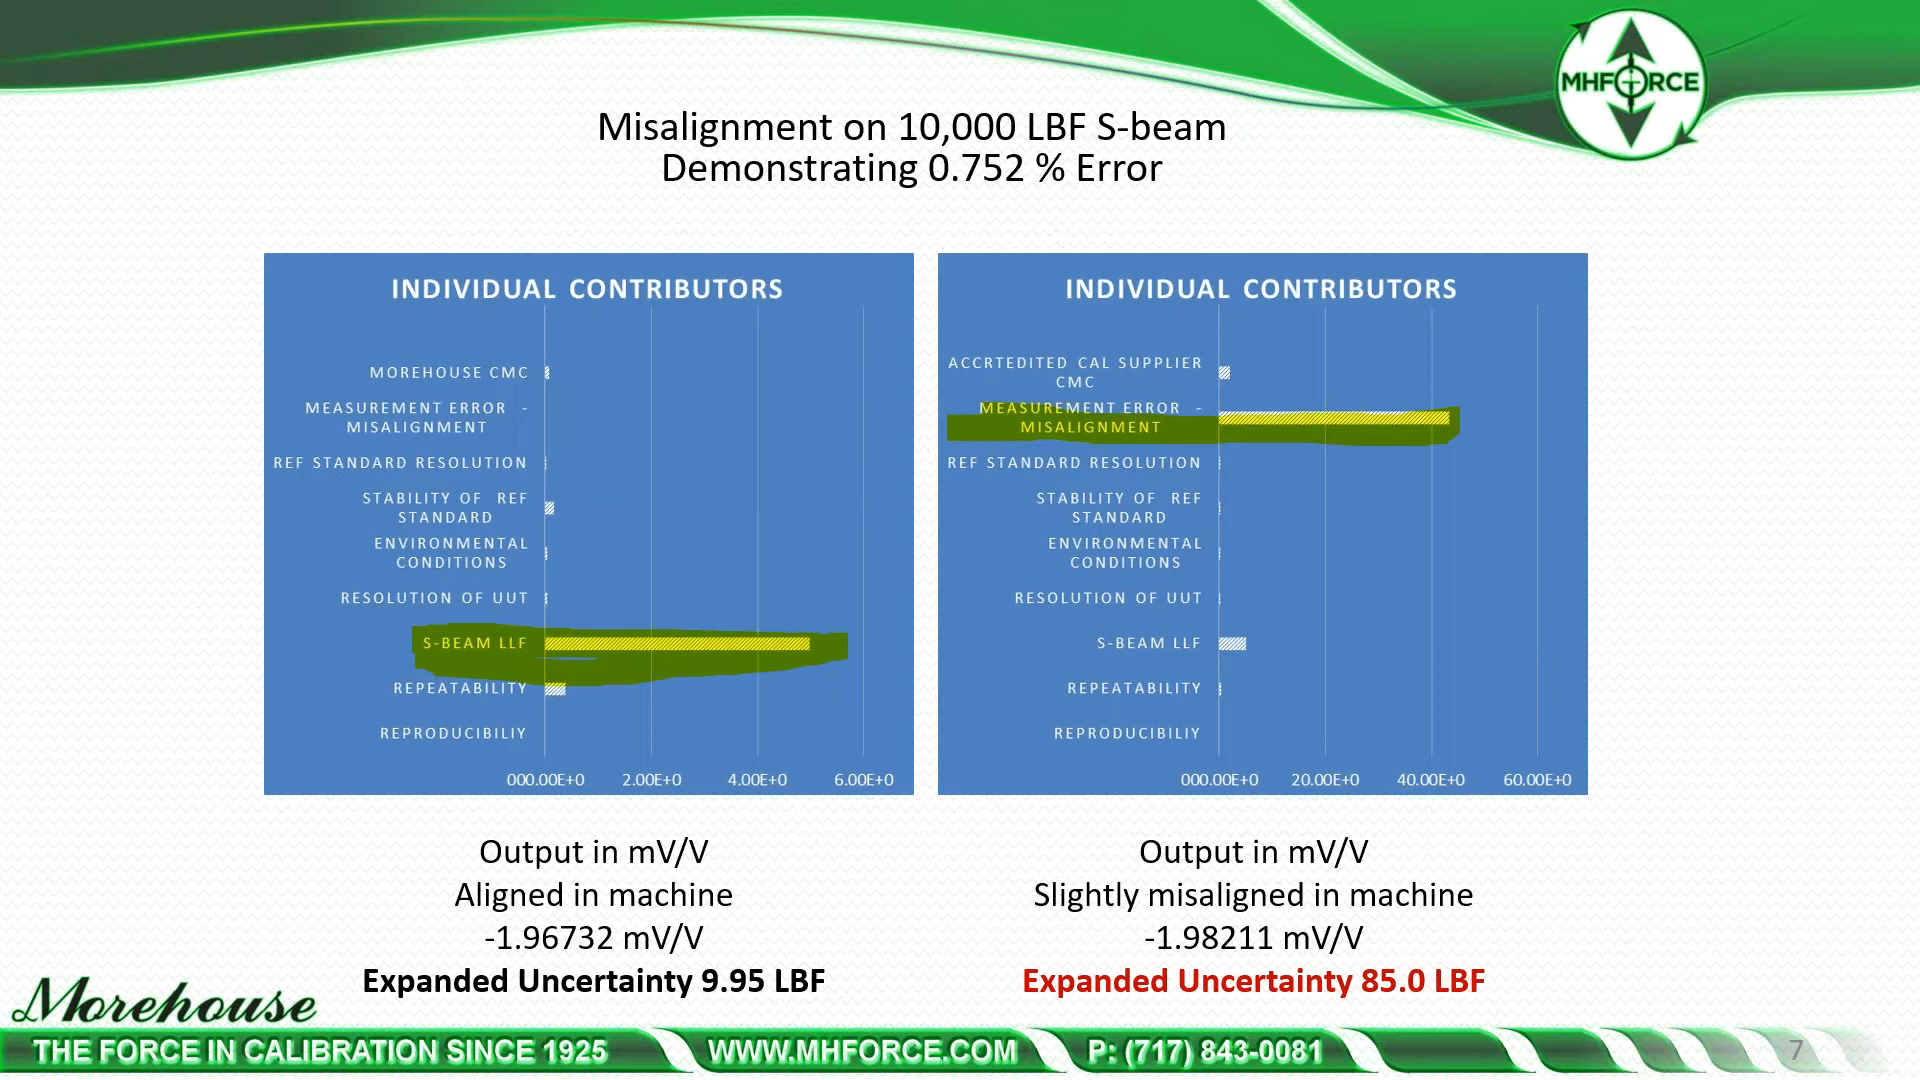 MHFORCE
Misalignment on 10,000 LBF S-beam
Demonstrating 0.752 % Error
INDIVIDUAL CONTRIBUTORS
MOREHOUSE CMC
MEASUREMENT ERROR -
MISALIGNMENT
REF STANDARD RESOLUTION
STABILITY OF REF
STANDARD
ENVIRONMENTAL
CONDITIONS
RESOLUTION OF UUT
S-BEAM LLF
REPEATABILITY
REPRODUCIBILIY
000.00E+0 2.00E+0 4.00E+0 6.00E+0
INDIVIDUAL CONTRIBUTORS
ACCRTEDITED CAL SUPPLIER
CMC
MEASUREMENT ERROR -
MISALIGNMENT
REF STANDARD RESOLUTION
STABILITY OF REF
STANDARD
ENVIRONMENTAL
CONDITIONS
RESOLUTION OF UUT
S-BEAM LLF
REPEATABILITY
REPRODUCIBILIY
000.00E+0 20.00E+0 40.00E+0 60.00E+0
Output in mV/V
Aligned in machine
-1.96732 mV/V
Expanded Uncertainty 9.95 LBF
Output in mV/V
Slightly misaligned in machine
-1.98211 mV/V
Expanded Uncertainty 85.0 LBF
Morehouse
THE FORCE IN CALIBRATION SINCE 1925 WWW.MHFORCE.COM P: (717) 843-0081 7